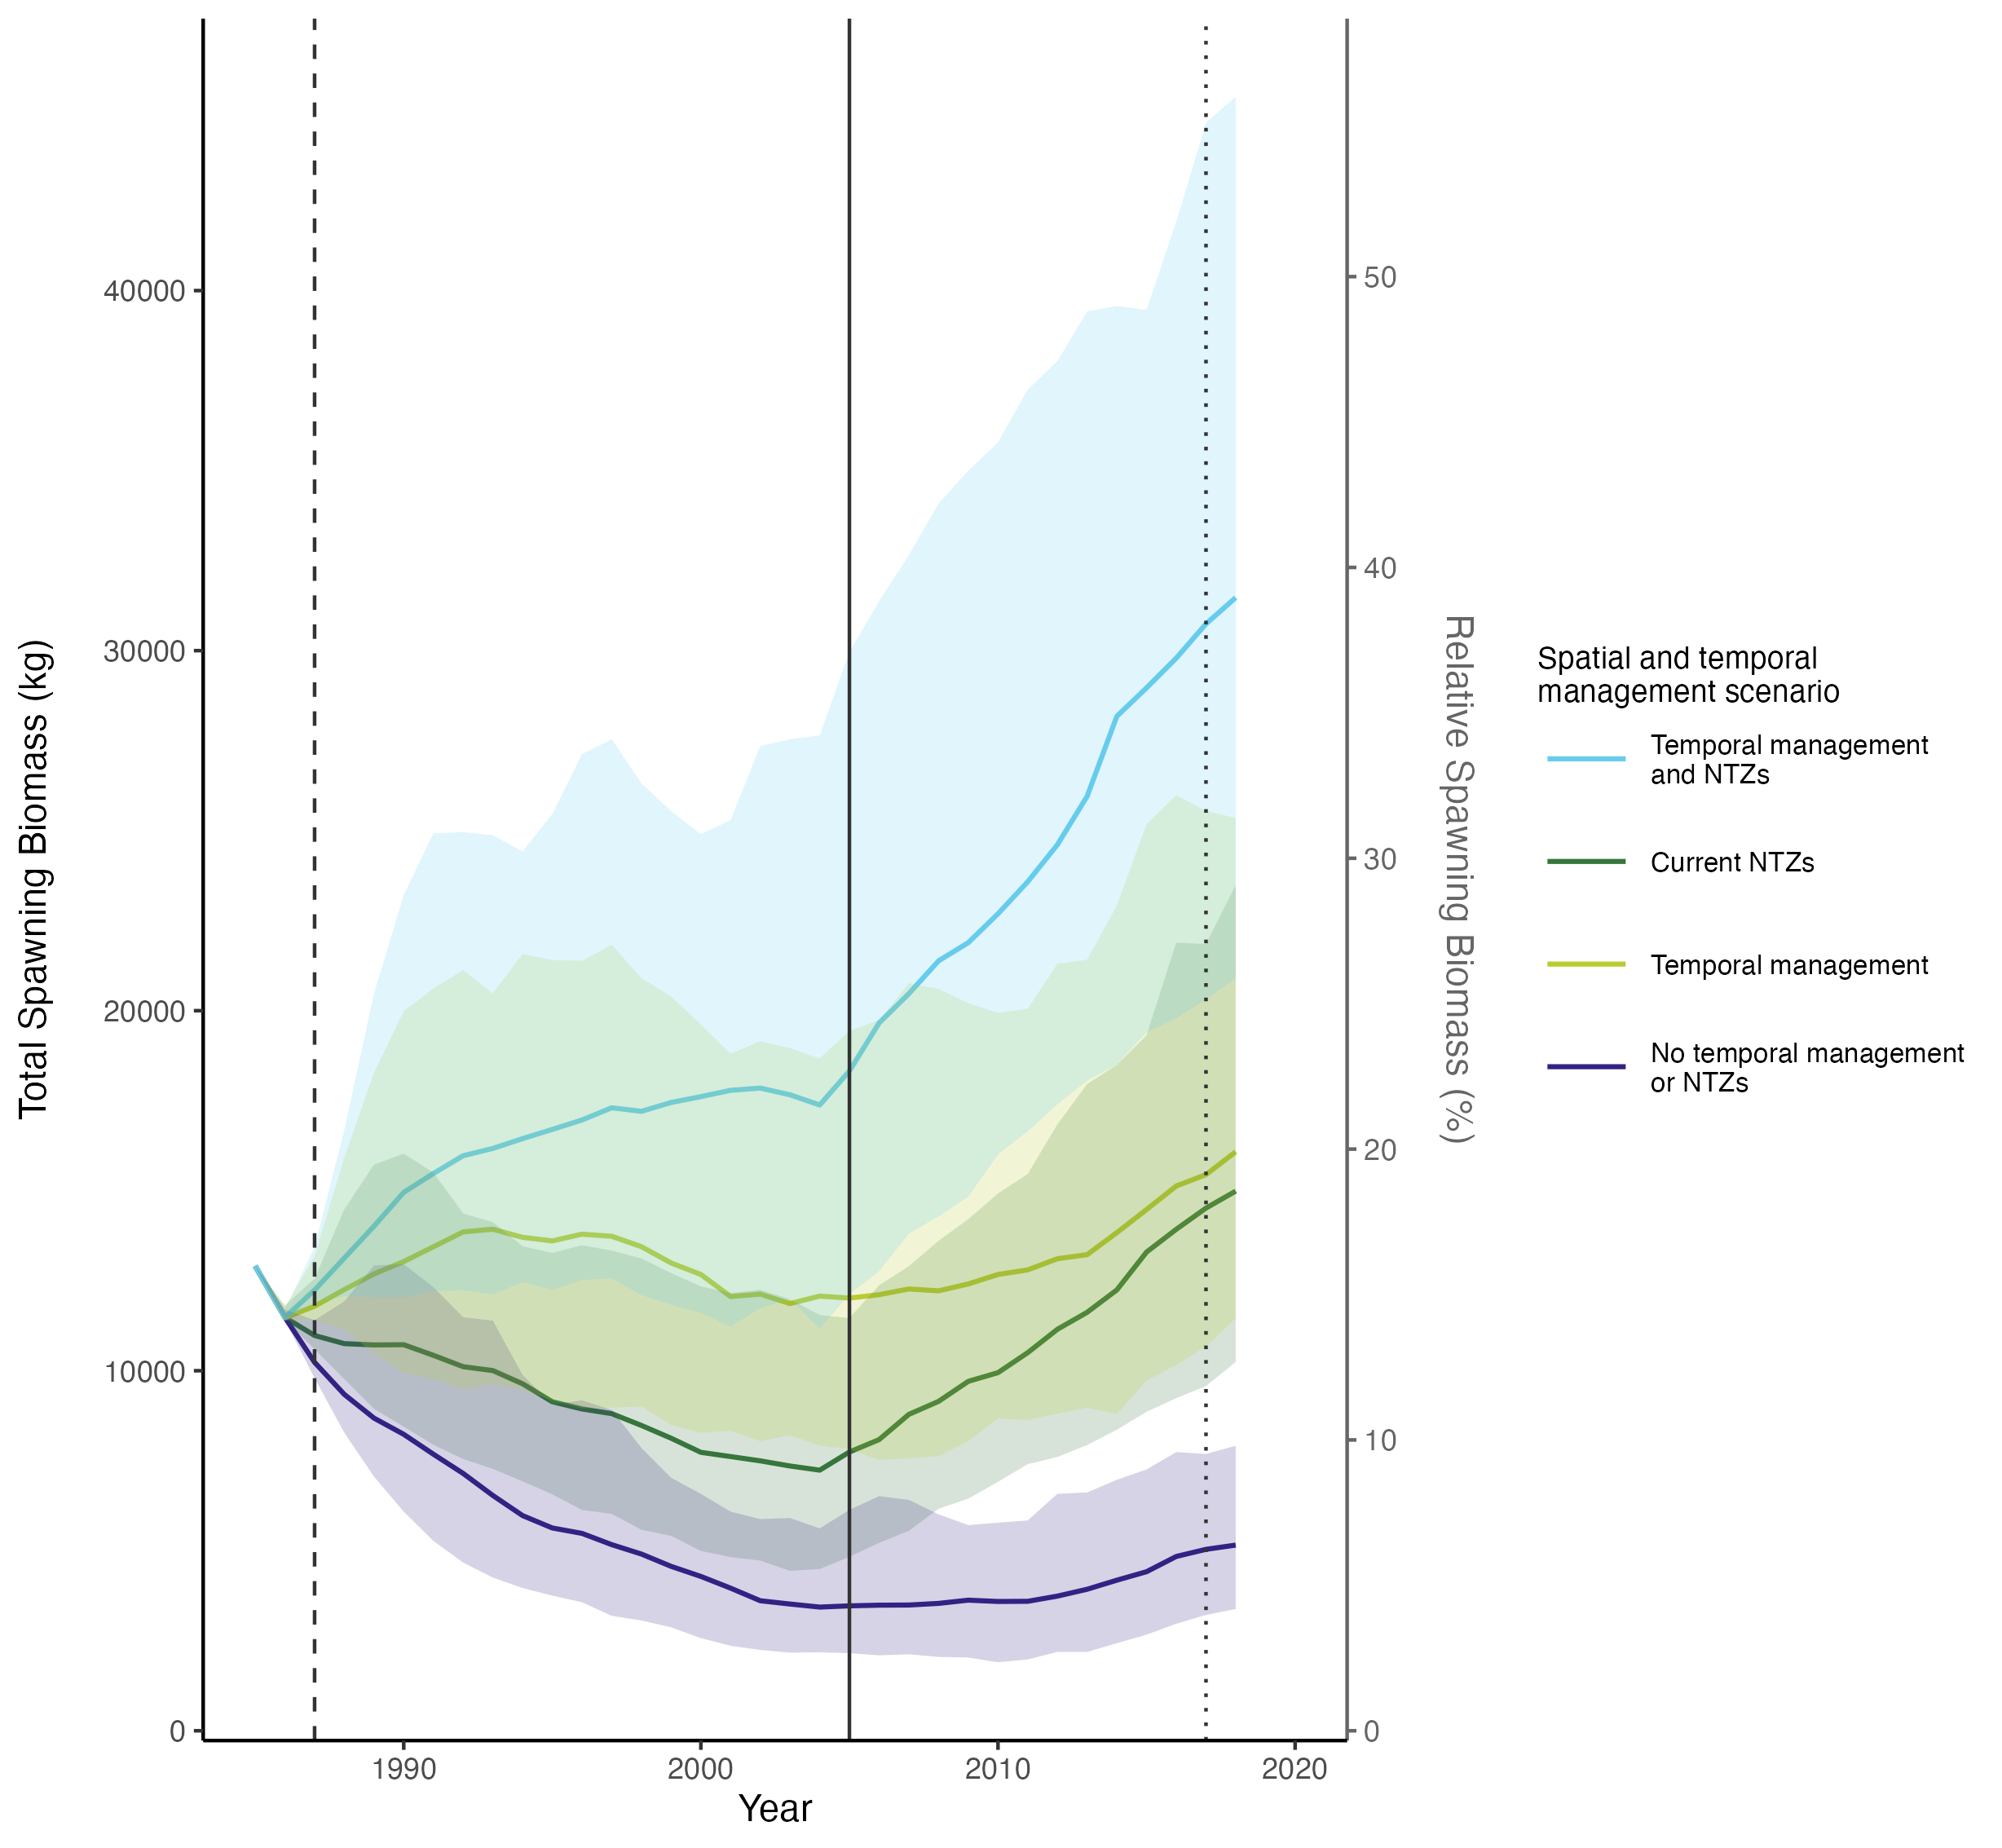 Total Spawning Biomass (kg)
40000
30000
20000
10000
0
1990
2000
2010
2020
Year
50
40
30
20
10
0
Relative Spawning Biomass (%)
Spatial and temporal
management scenario
Temporal management
and NTZs
Current NTZs
Temporal management
No temporal management
or NTZs